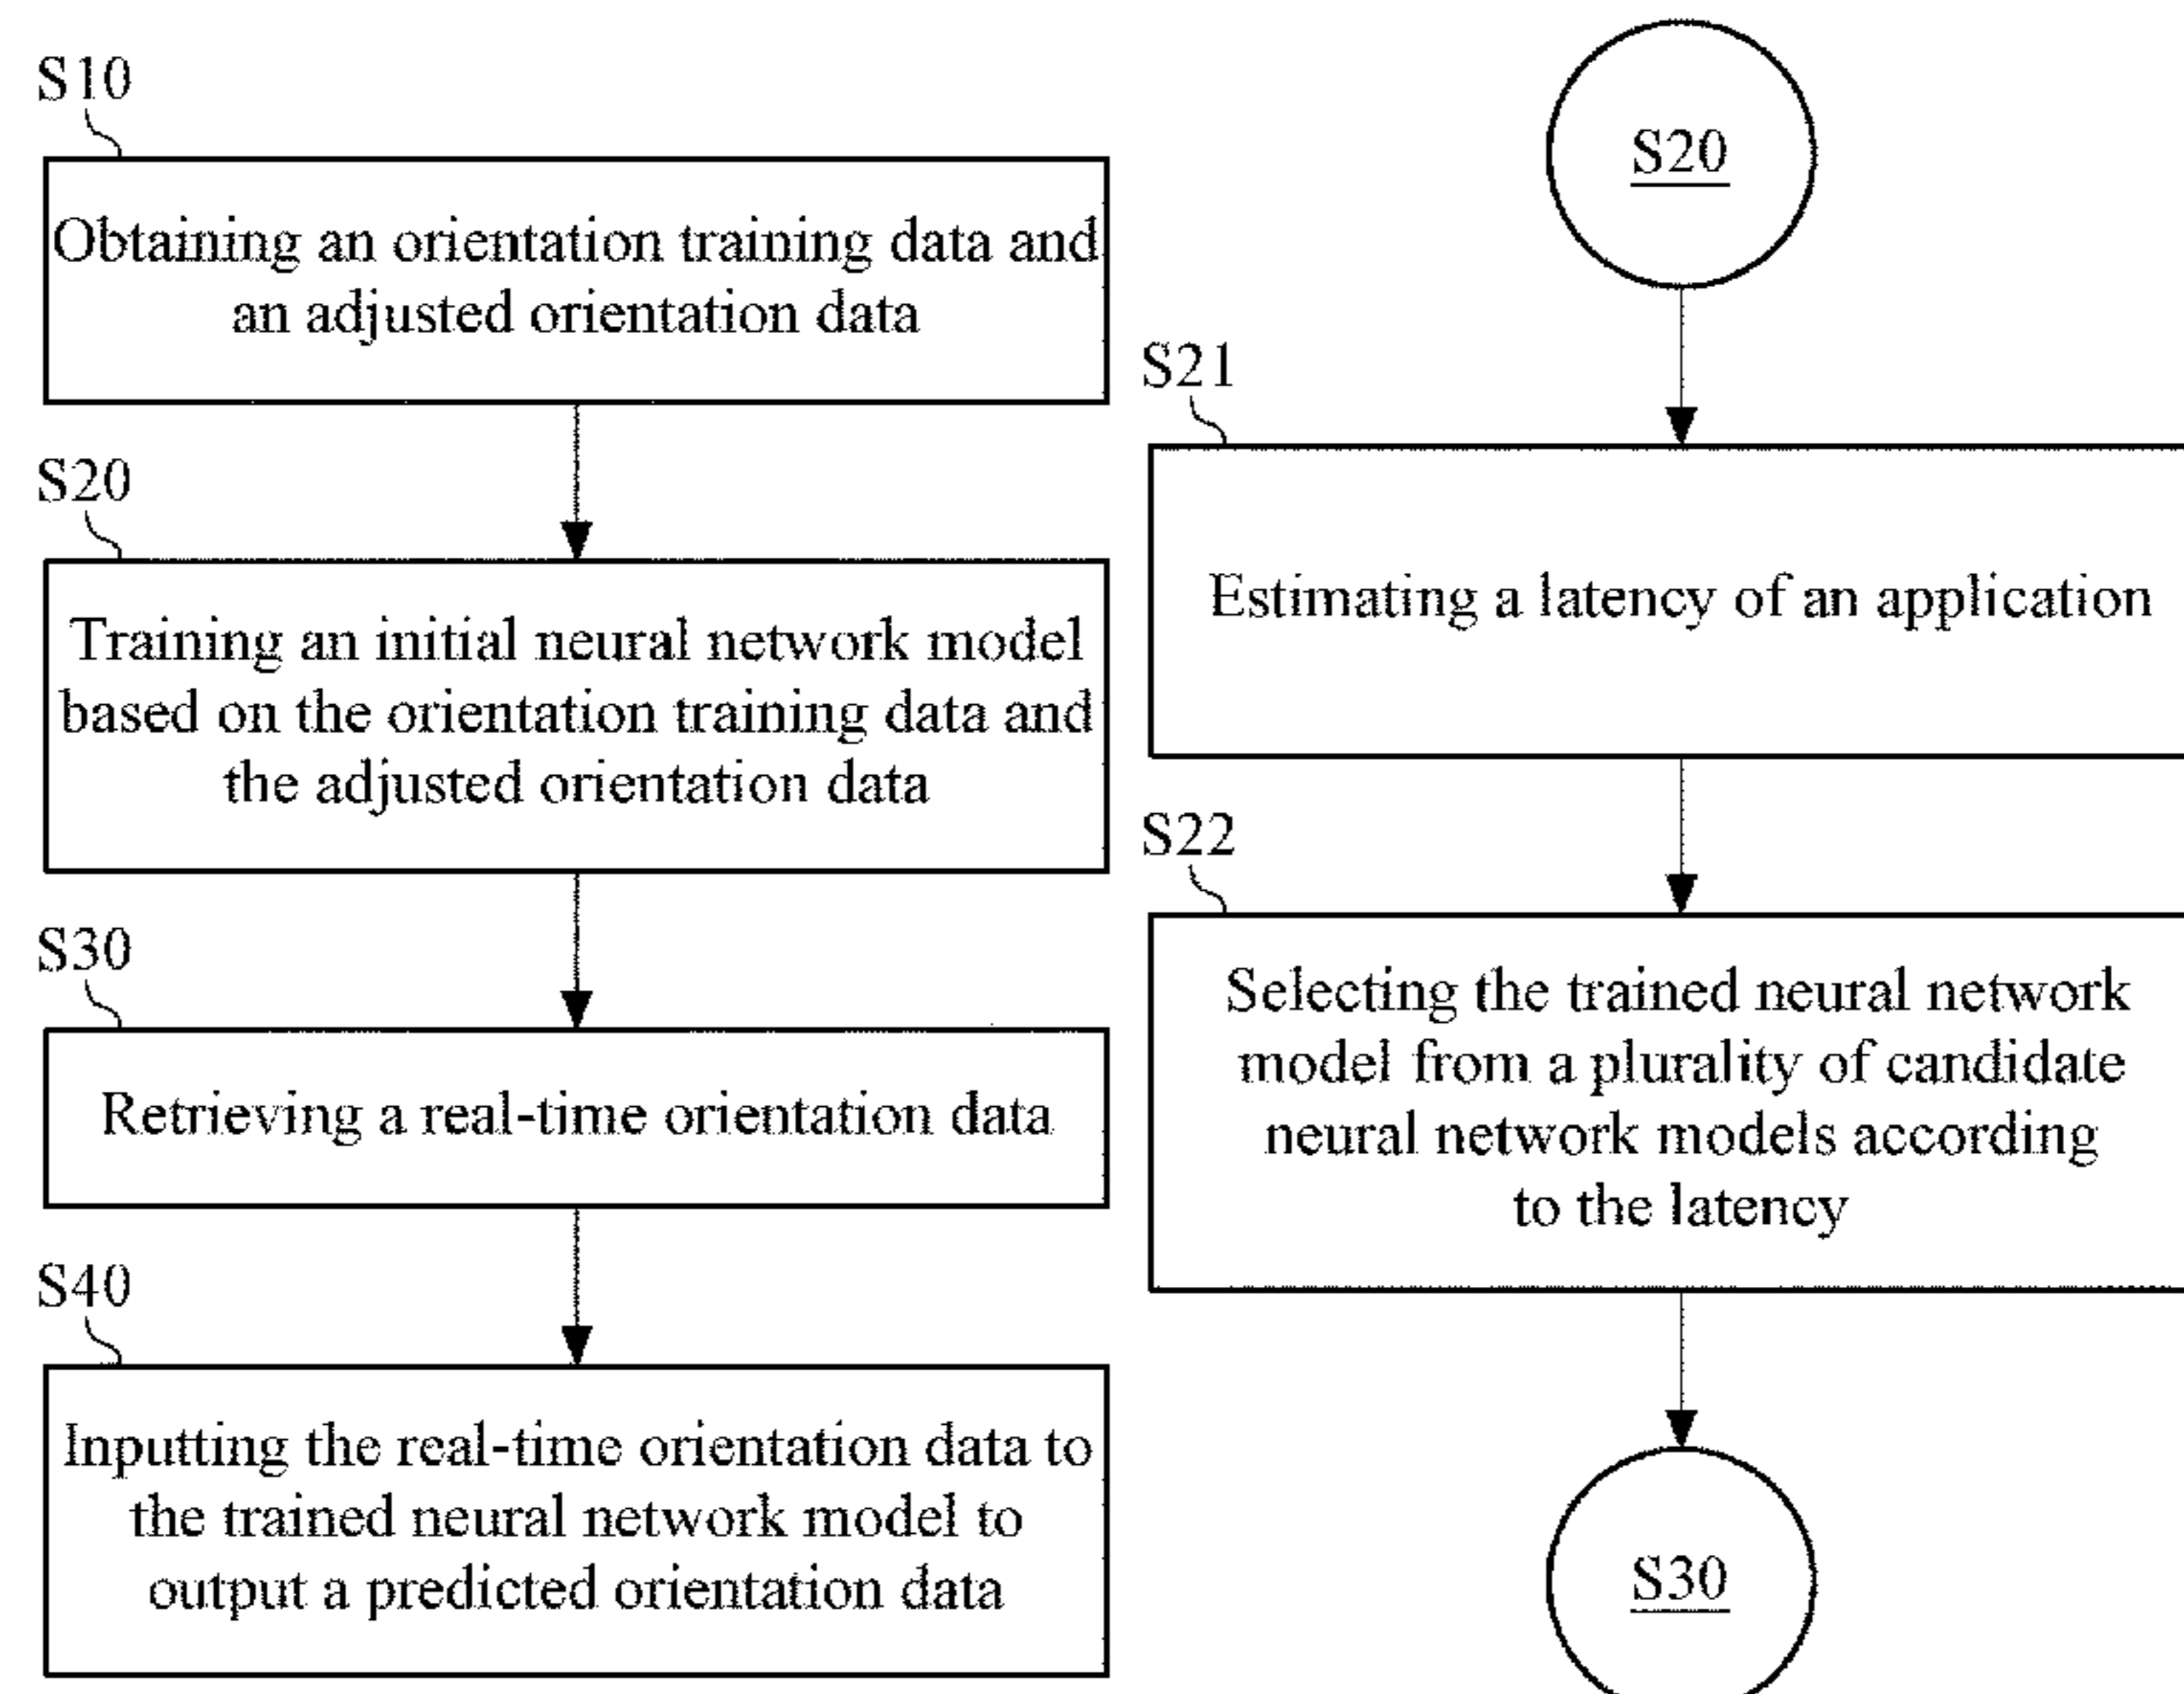 S10
Obtaining an orientation training data and
an adjusted orientation data
S20
Training an initial neural network model
based on the orientation training data and
the adjusted orientation data
S30
Retrieving a real-time orientation data
S40
Inputting the real-time orientation data to
the trained neural network model to
output a predicted orientation data
S20
S21
Estimating a latency of an application
S22
Selecting the trained neural network
model from a plurality of candidate
neural network models according
to the latency
S30